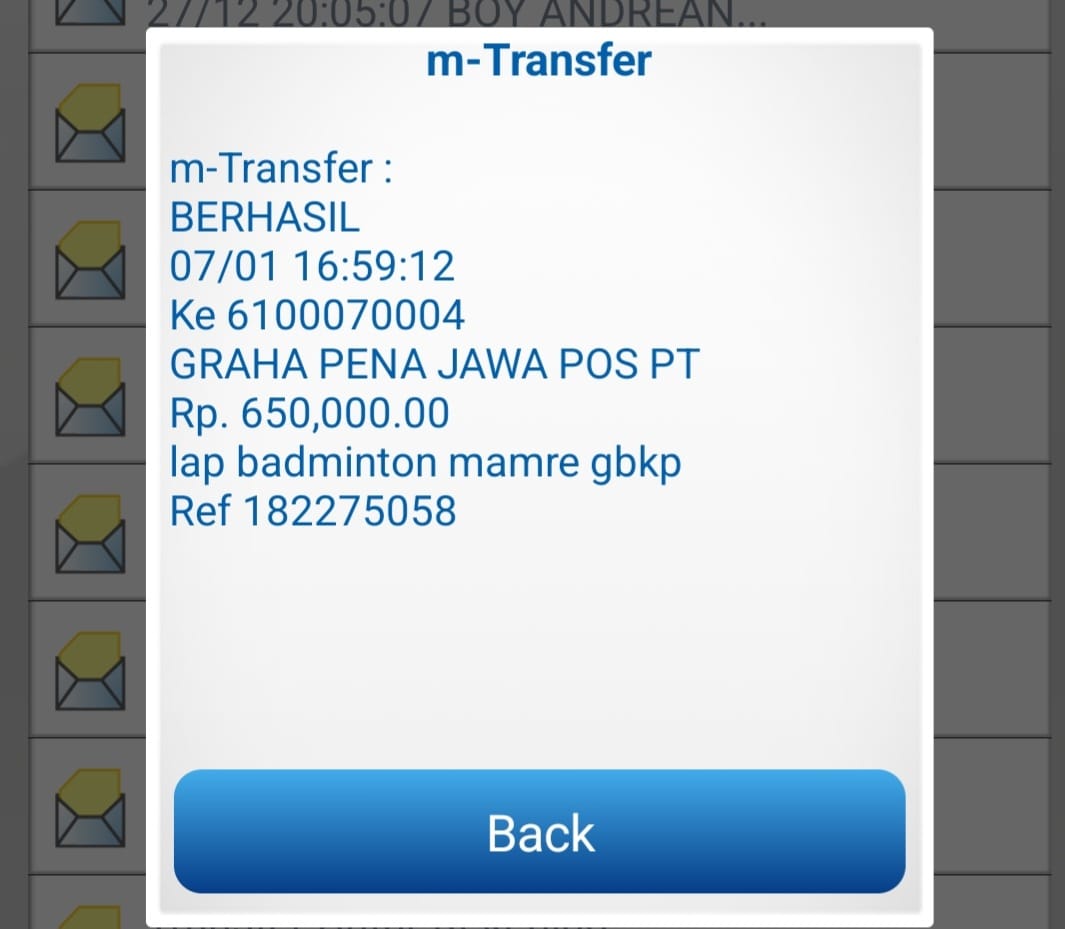 27/12 20:05:07 BOY ANDREAN...
m-Transfer
m-Transfer :
BERHASIL
07/01 16:59:12
Ke 6100070004
GRAHA PENA JAWA POS PT
Rp. 650,000.00
lap badminton mamre gbkp
Ref 182275058
Back